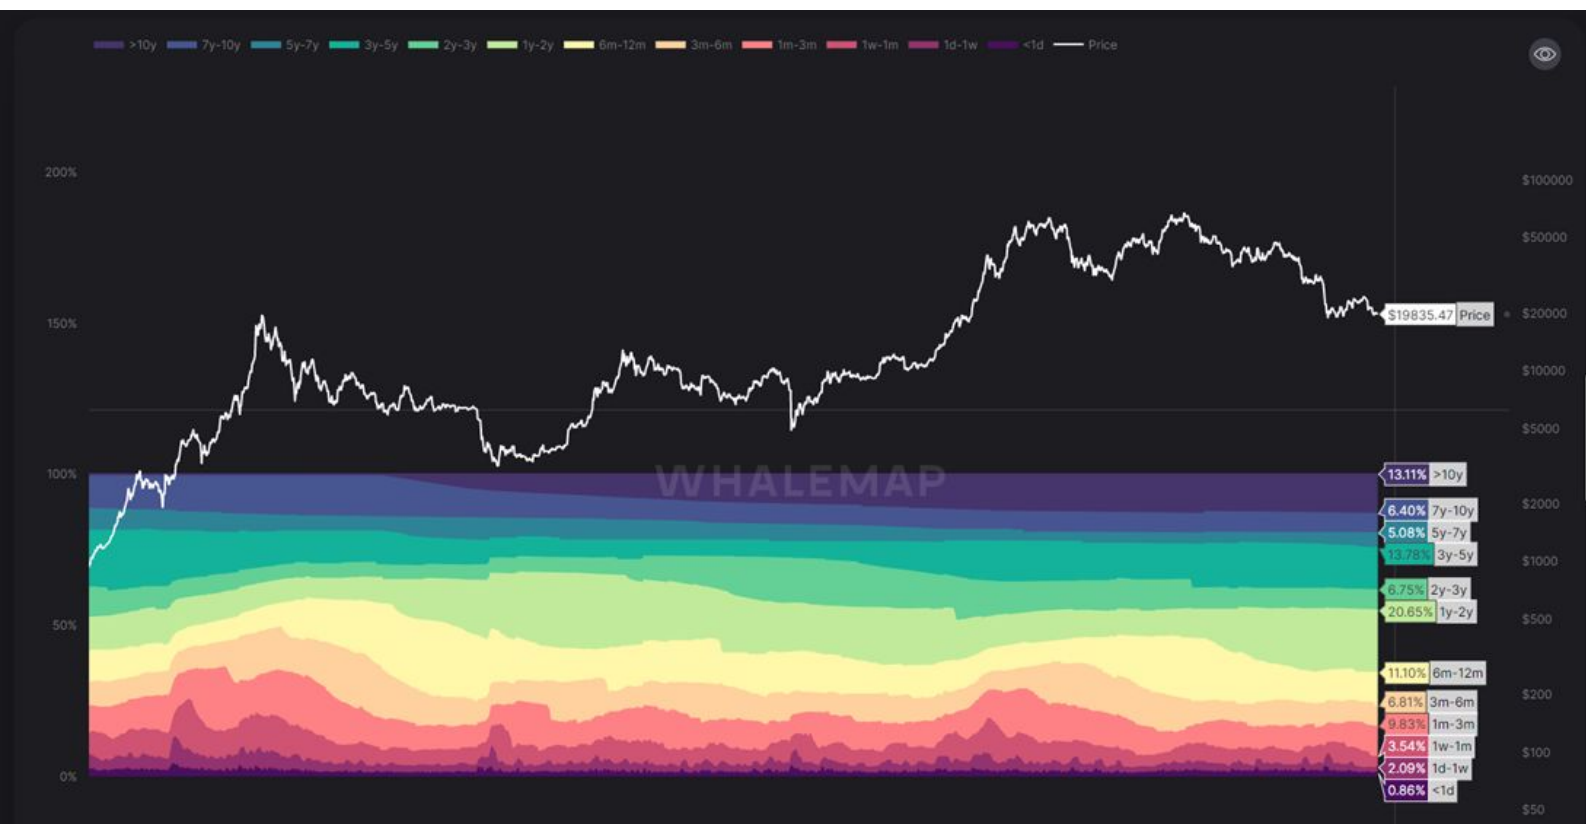 >10y 7y-10y 5y-7y 3y-5y 2y-3y 1y-2y 6m-12m 3m-6m 1m-3m 1w-1m 1d-1w <1d Price
200%
$100000
$50000
150%
$19835.47 Price
$20000
$10000
$5000
100%
WHALEMAP
13.11% >10y
$2000
6.40% 7y-10y
5.08% 5y-7y
13.78% 3y-5y
$1000
6.75% 2y-3y
20.65% 1y-2y
$500
50%
11.10% 6m-12m
$200
6.81% 3m-6m
9.83% 1m-3m
3.54% 1w-1m
$100
2.09% 1d-1w
0%
0.86% <1d
$50